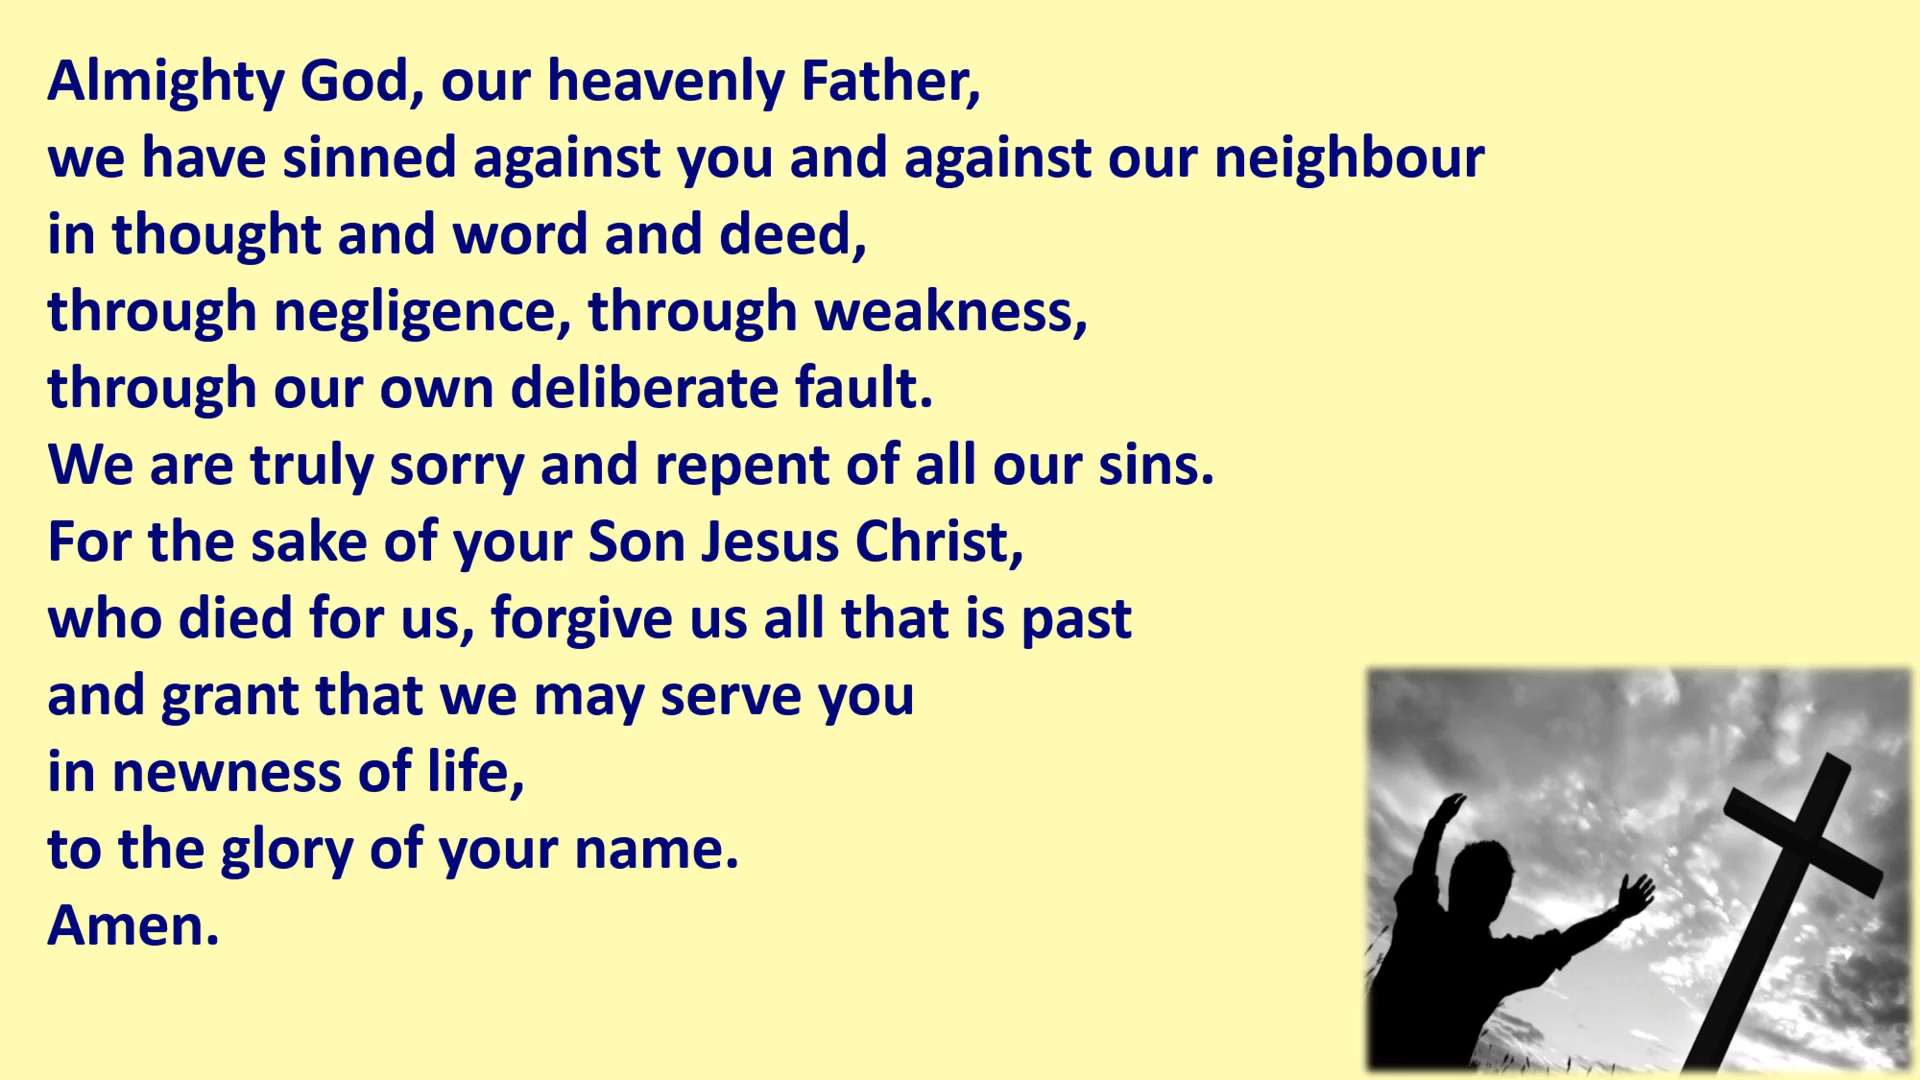 Almighty God, our heavenly Father,
we have sinned against you and against our neighbour
in thought and word and deed,
through negligence, through weakness,
through our own deliberate fault.
We are truly sorry and repent of all our sins.
For the sake of your Son Jesus Christ,
who died for us, forgive us all that is past
and grant that we may serve you
in newness of life,
to the glory of your name.
Amen.